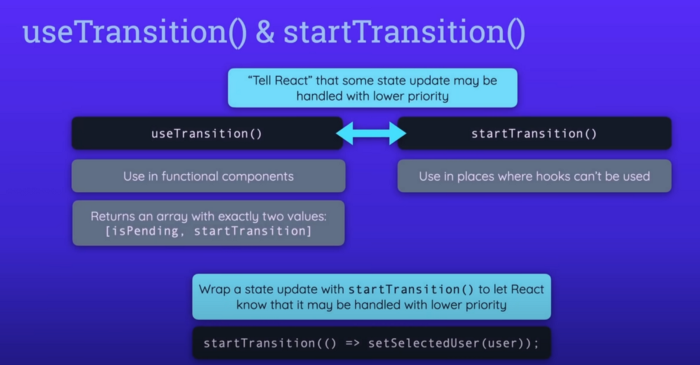 useTransition() & startTransition()
“Tell React” that some state update may be
handled with lower priority
useTransition()
startTransition()
Use in functional components
Use in places where hooks can’t be used
Returns an array with exactly two values:
[isPending, startTransition]
Wrap a state update with startTransition() to let React
know that it may be handled with lower priority
startTransition(() => setSelectedUser(user));